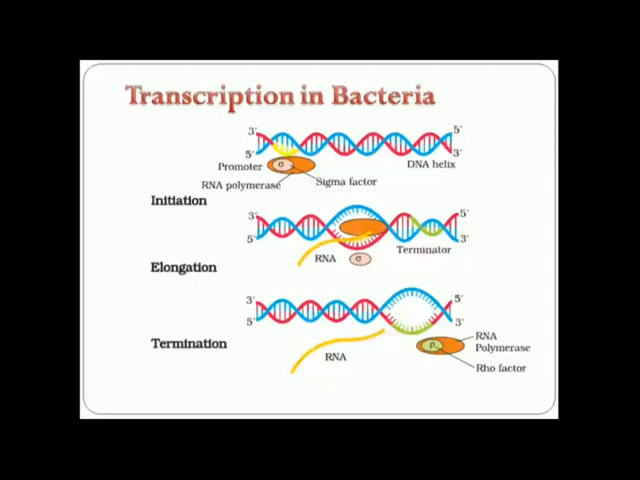 Transcription in Bacteria
3′ 5′
5′ 3′
Promoter σ DNA helix
RNA polymerase Sigma factor
Initiation
3′ 5′
5′ 3′
RNA σ Terminator
Elongation
3′ 5′
5′ 3′
Termination
RNA
ρ RNA
Polymerase
Rho factor